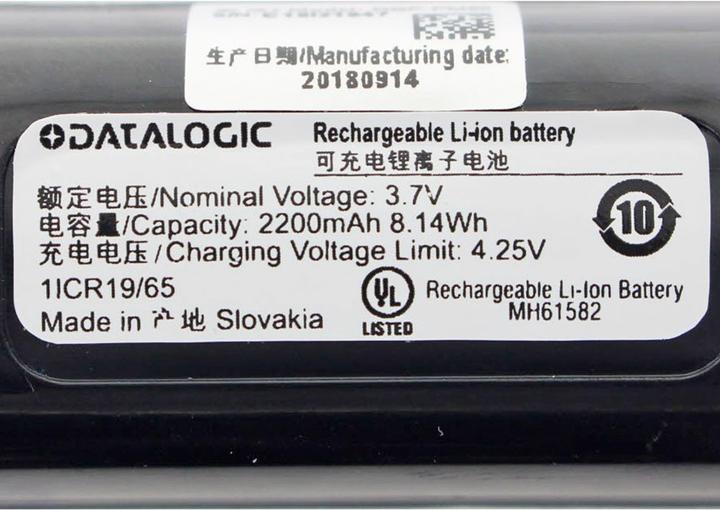 生产日期/Manufacturing date:
20180914
DATALOGIC Rechargeable Li-ion battery
可充电锂离子电池
额定电压/Nominal Voltage: 3.7V
电容量/Capacity: 2200mAh 8.14Wh
充电电压/Charging Voltage Limit: 4.25V
10
1ICR19/65
Made in 产地 Slovakia
UL
LISTED
Rechargeable Li-Ion Battery
MH61582